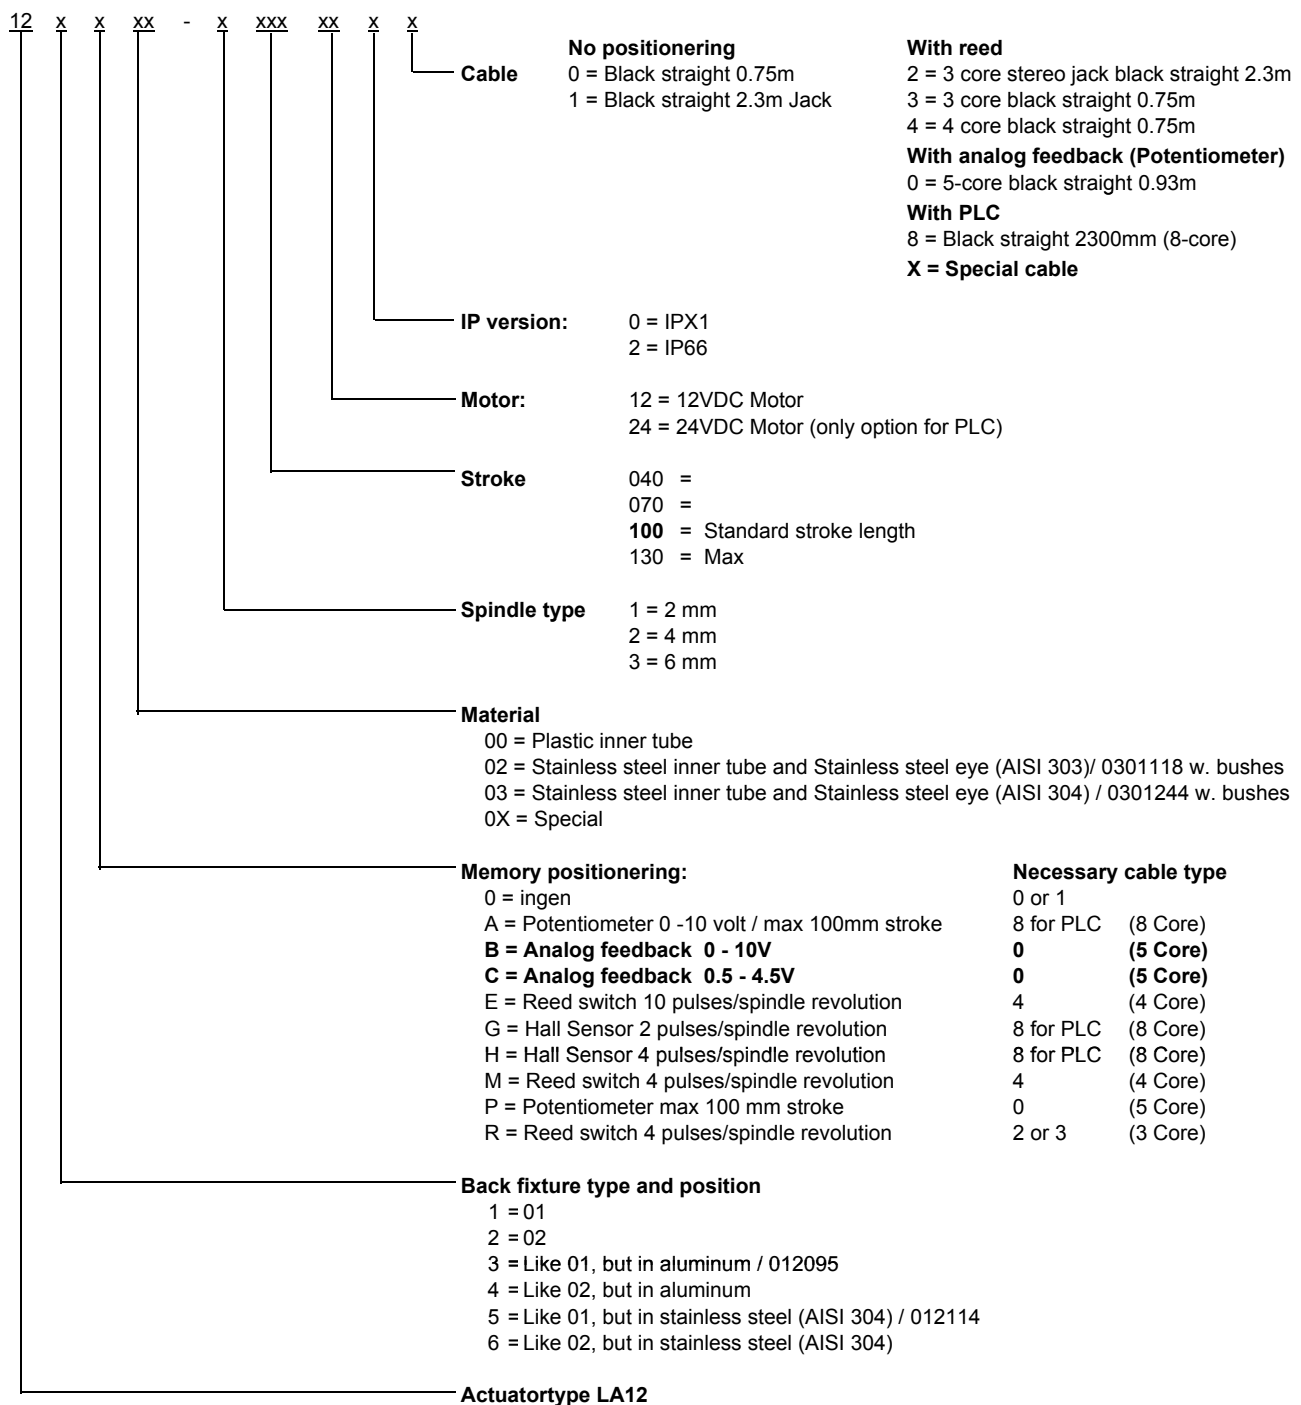 12 x x xx - x xxx xx x x
No positionering With reed
Cable 0 = Black straight 0.75m 2 = 3 core stereo jack black straight 2.3m
1 = Black straight 2.3m Jack 3 = 3 core black straight 0.75m
4 = 4 core black straight 0.75m
With analog feedback (Potentiometer)
0 = 5-core black straight 0.93m
With PLC
8 = Black straight 2300mm (8-core)
X = Special cable
IP version: 0 = IPX1
2 = IP66
Motor: 12 = 12VDC Motor
24 = 24VDC Motor (only option for PLC)
Stroke 040 =
070 =
100 = Standard stroke length
130 = Max
Spindle type 1 = 2 mm
2 = 4 mm
3 = 6 mm
Material
00 = Plastic inner tube
02 = Stainless steel inner tube and Stainless steel eye (AISI 303)/ 0301118 w. bushes
03 = Stainless steel inner tube and Stainless steel eye (AISI 304) / 0301244 w. bushes
0X = Special
Memory positionering: Necessary cable type
0 = ingen 0 or 1
A = Potentiometer 0 -10 volt / max 100mm stroke 8 for PLC (8 Core)
B = Analog feedback 0 - 10V 0 (5 Core)
C = Analog feedback 0.5 - 4.5V 0 (5 Core)
E = Reed switch 10 pulses/spindle revolution 4 (4 Core)
G = Hall Sensor 2 pulses/spindle revolution 8 for PLC (8 Core)
H = Hall Sensor 4 pulses/spindle revolution 8 for PLC (8 Core)
M = Reed switch 4 pulses/spindle revolution 4 (4 Core)
P = Potentiometer max 100 mm stroke 0 (5 Core)
R = Reed switch 4 pulses/spindle revolution 2 or 3 (3 Core)
Back fixture type and position
1 = 01
2 = 02
3 = Like 01, but in aluminum / 012095
4 = Like 02, but in aluminum
5 = Like 01, but in stainless steel (AISI 304) / 012114
6 = Like 02, but in stainless steel (AISI 304)
Actuatortype LA12